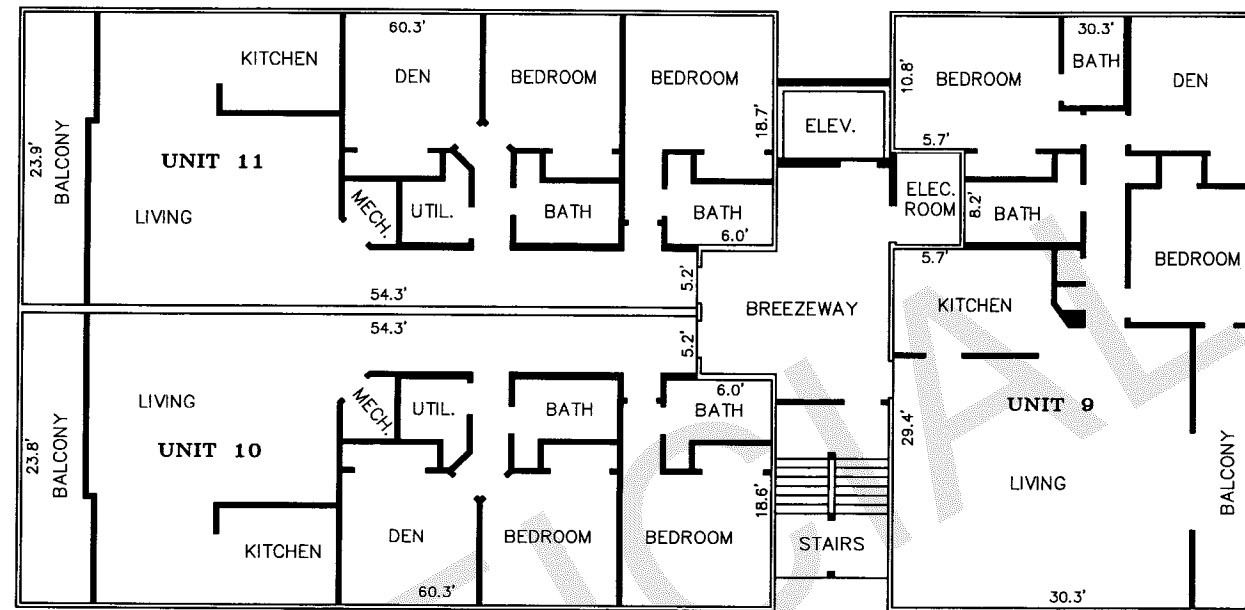 60.3'
KITCHEN
DEN
BEDROOM
BEDROOM
23.9'
BALCONY
UNIT 11
LIVING
MECH.
UTIL.
BATH
BATH
18.7'
6.0'
5.2'
54.3'
ELEV.
30.3'
BATH
BEDROOM
DEN
10.8'
5.7'
ELEC.
ROOM
8.2'
BATH
BEDROOM
5.7'
KITCHEN
BREEZEWAY
54.3'
5.2'
6.0'
LIVING
MECH.
UTIL.
BATH
BATH
UNIT 10
23.8'
BALCONY
KITCHEN
DEN
BEDROOM
BEDROOM
18.6'
60.3'
STAIRS
UNIT 9
29.4'
LIVING
BALCONY
30.3'